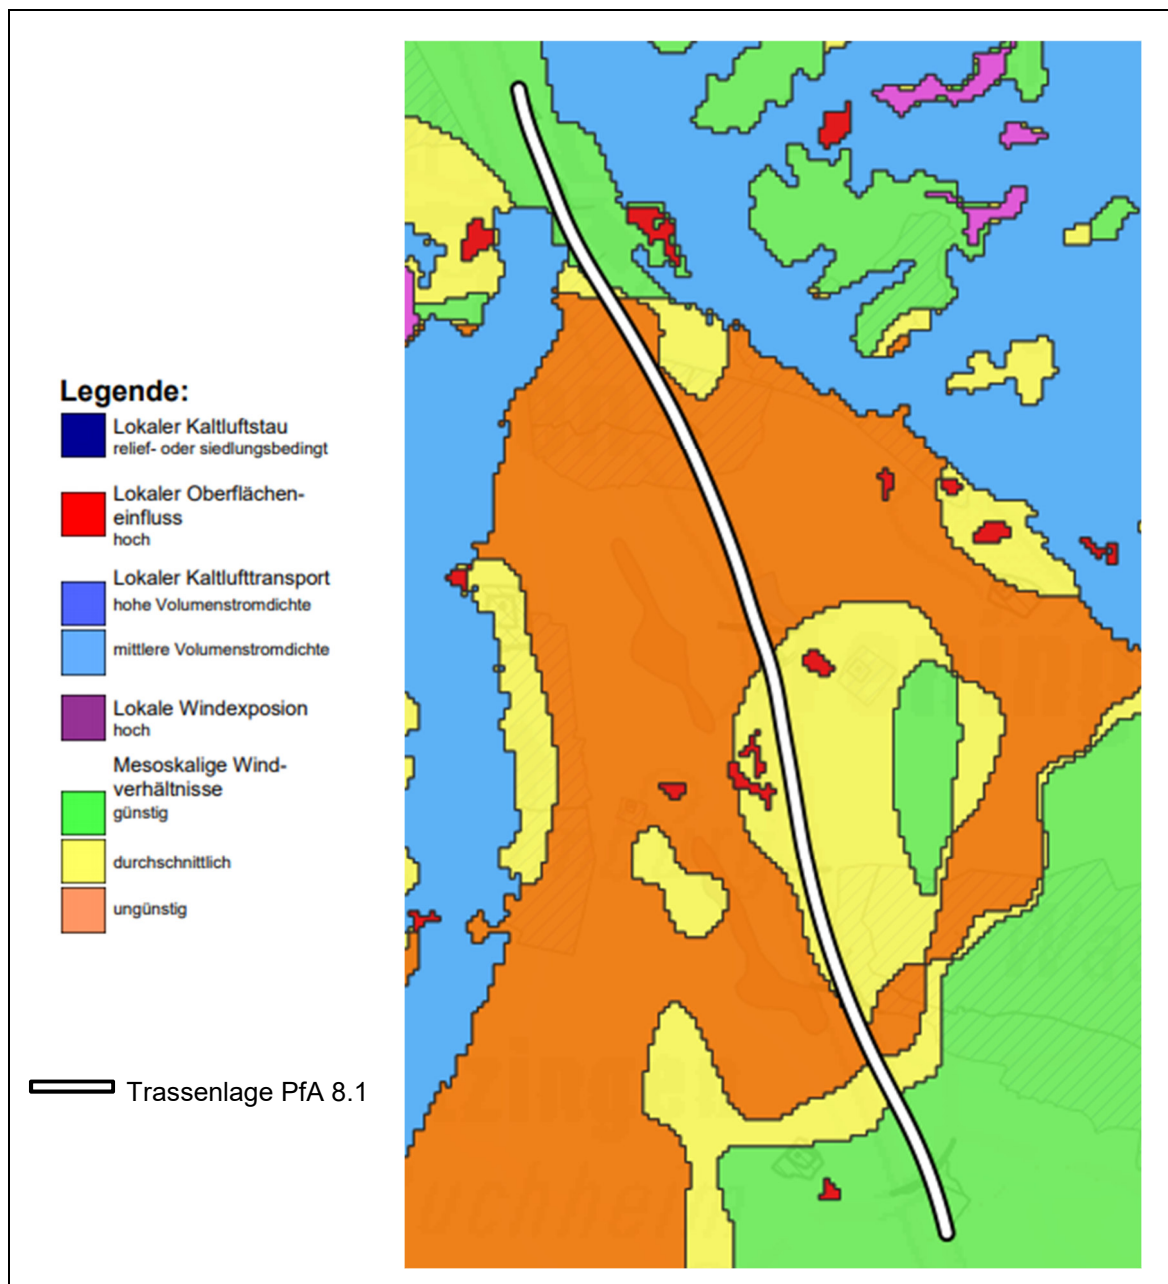 Legende:
Lokaler Kaltluftstau
relief- oder siedlungsbedingt
Lokaler Oberflächen-
einfluss
hoch
Lokaler Kaltlufttransport
hohe Volumenstromdichte
mittlere Volumenstromdichte
Lokale Windexposion
hoch
Mesoskalige Wind-
verhältnisse
günstig
durchschnittlich
ungünstig
Trassenlage PfA 8.1